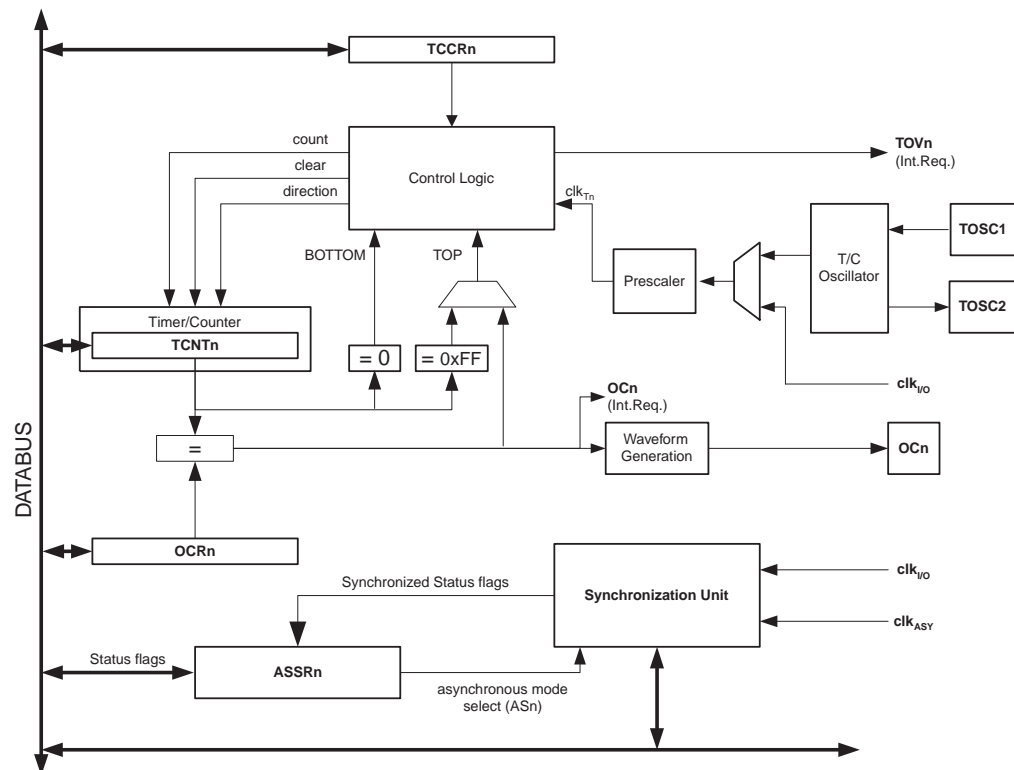 TCCRn
count
clear
direction
Control Logic
TOVn
(Int.Req.)
clkTn
TOSC1
T/C
Oscillator
TOSC2
Prescaler
BOTTOM
TOP
Timer/Counter
TCNTn
= 0
= 0xFF
clkI/O
OCn
(Int.Req.)
=
Waveform
Generation
OCn
DATABUS
OCRn
Synchronized Status flags
Synchronization Unit
clkI/O
clkASY
Status flags
ASSRn
asynchronous mode
select (ASn)